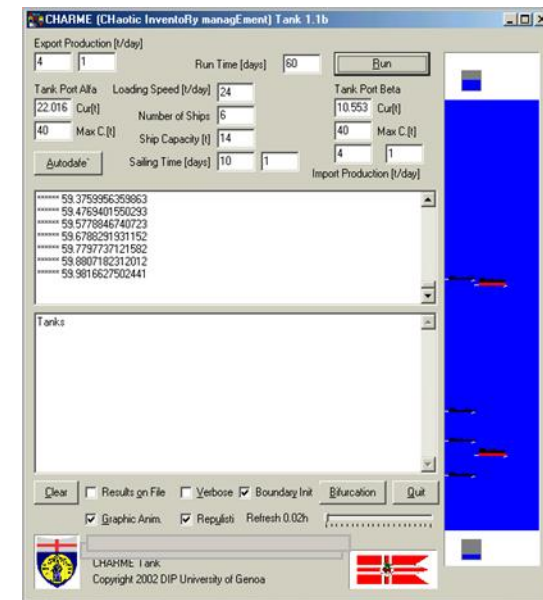 CHARME (CHaotic InventoRy managEment) Tank 1.1b
Export Production [t/day]
4 1 Run Time [days] 60 Run
Tank Port Alfa Loading Speed [t/day] 24 Tank Port Beta
22.016 Cur[t] Number of Ships 6 10.553 Cur[t]
40 Max C.[t] Ship Capacity [t] 14 40 Max C.[t]
Autodafe` Sailing Time [days] 10 1 4 1
Import Production [t/day]
****** 59.3759956359863
****** 59.4769401550293
****** 59.5778846740723
****** 59.6788291931152
****** 59.7797737121582
****** 59.8807182312012
****** 59.9816627502441
Tanks
Clear Results on File Verbose Boundary Init Bifurcation Quit
Graphic Anim. Repulisti Refresh 0.02h
CHARME Tank
Copyright 2002 DIP University of Genoa